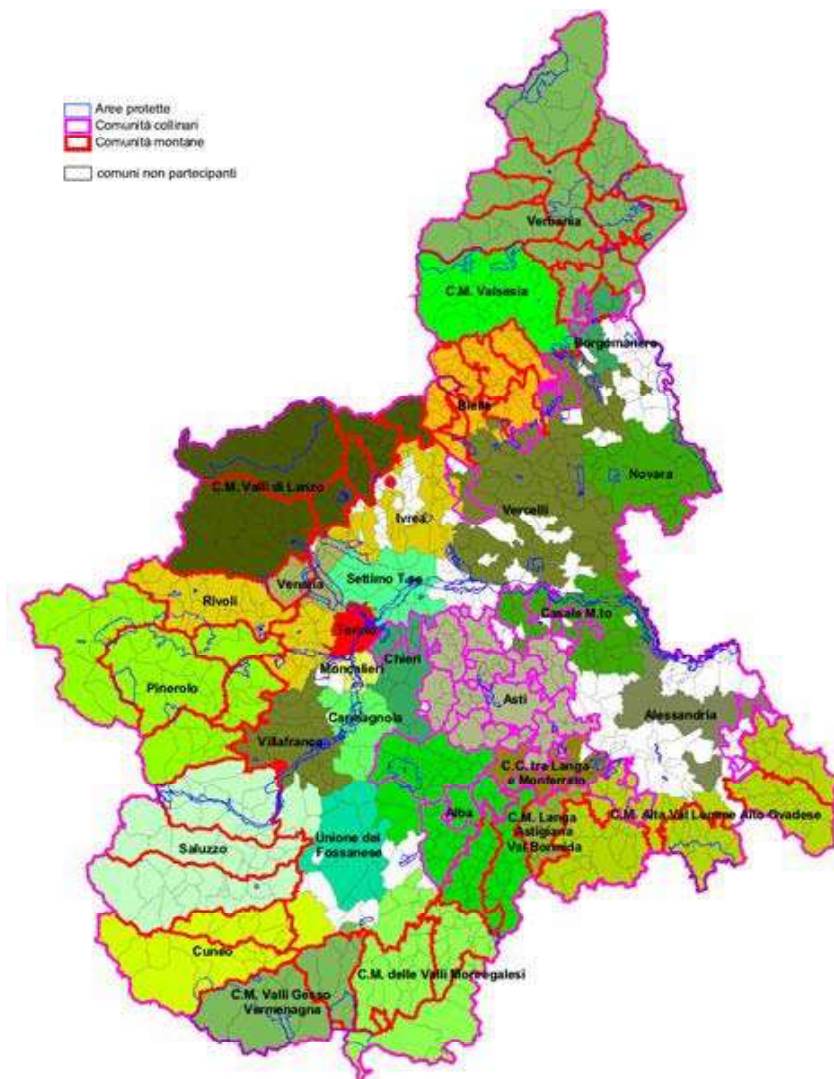 Aree protette
Comunità collinari
Comunità montane
comuni non partecipanti
Verbania
C.M. Valsesia
Borgomanero
Biella
Novara
C.M. Valli di Lanzo
Ivrea
Vercelli
Venaria
Settimo T.se
Rivoli
Casale M.to
Torino
Chieri
Moncalieri
Pinerolo
Asti
Carmagnola
Alessandria
Villafranca
C.C. tra Langa
e Monferrato
Alba
C.M. Langa
Astigiana
Val Bormida
C.M. Alta Val Lemme Alto Ovadese
Unione del
Fossanese
Saluzzo
Cuneo
C.M. delle Valli Monregalesi
C.M. Valli Gesso
Vermenagna